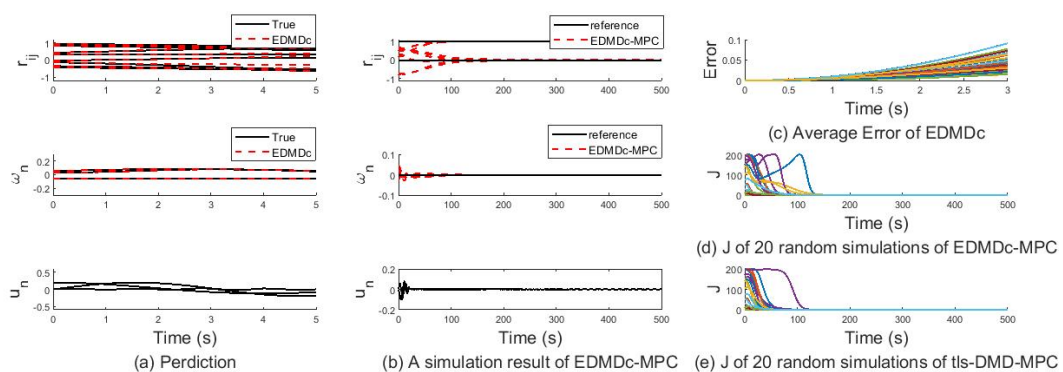 True
EDMDc
r_ij
1
0
-1
0 1 2 3 4 5
True
EDMDc
ω_n
0.2
0
-0.2
0 1 2 3 4 5
u_n
0.5
0
-0.5
0 1 2 3 4 5
Time (s)
(a) Perdiction
reference
EDMDc-MPC
r_ij
1
0
-1
0 100 200 300 400 500
reference
EDMDc-MPC
ω_n
0.2
0
-0.2
0 100 200 300 400 500
u_n
0.2
0
-0.2
0 100 200 300 400 500
Time (s)
(b) A simulation result of EDMDc-MPC
Error
0.1
0.05
0
0 0.5 1 1.5 2 2.5 3
Time (s)
(c) Average Error of EDMDc
J
200
100
0
0 100 200 300 400 500
Time (s)
(d) J of 20 random simulations of EDMDc-MPC
J
200
100
0
0 100 200 300 400 500
Time (s)
(e) J of 20 random simulations of tls-DMD-MPC